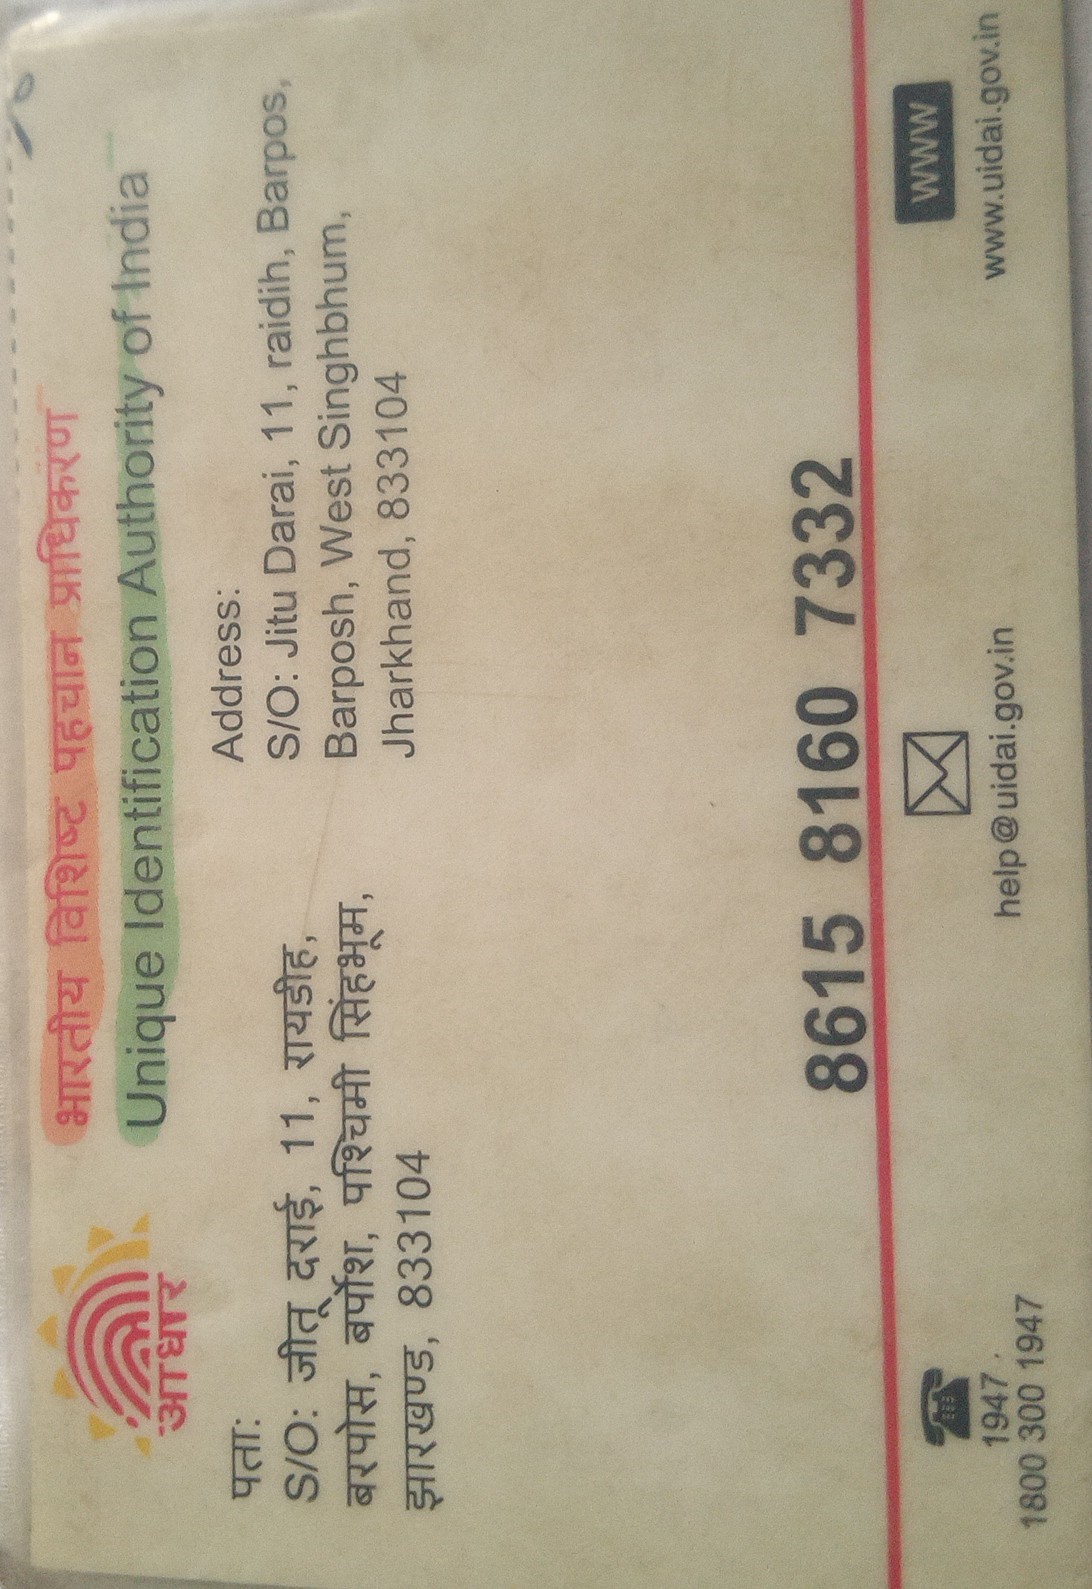 भारतीय विशिष्ट पहचान प्राधिकरण
Unique Identification Authority of India
आधार
पता:
S/O: जीतू दराई, 11, रायडीह,
बरपोस, बर्पोश, पश्चिमी सिंहभूम,
झारखण्ड, 833104
Address:
S/O: Jitu Darai, 11, raidih, Barpos,
Barposh, West Singhbhum,
Jharkhand, 833104
8615 8160 7332
1947
1800 300 1947
help@uidai.gov.in
WWW
www.uidai.gov.in